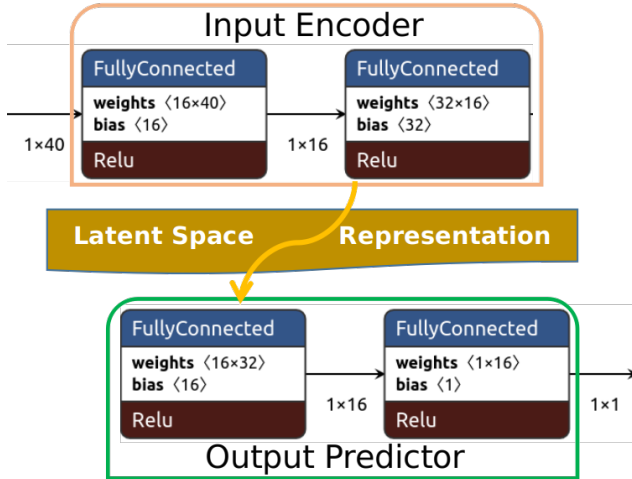 Input Encoder
FullyConnected
weights ⟨16×40⟩
bias ⟨16⟩
Relu
FullyConnected
weights ⟨32×16⟩
bias ⟨32⟩
Relu
1×40
1×16
Latent Space Representation
FullyConnected
weights ⟨16×32⟩
bias ⟨16⟩
Relu
FullyConnected
weights ⟨1×16⟩
bias ⟨1⟩
Relu
1×16
1×1
Output Predictor